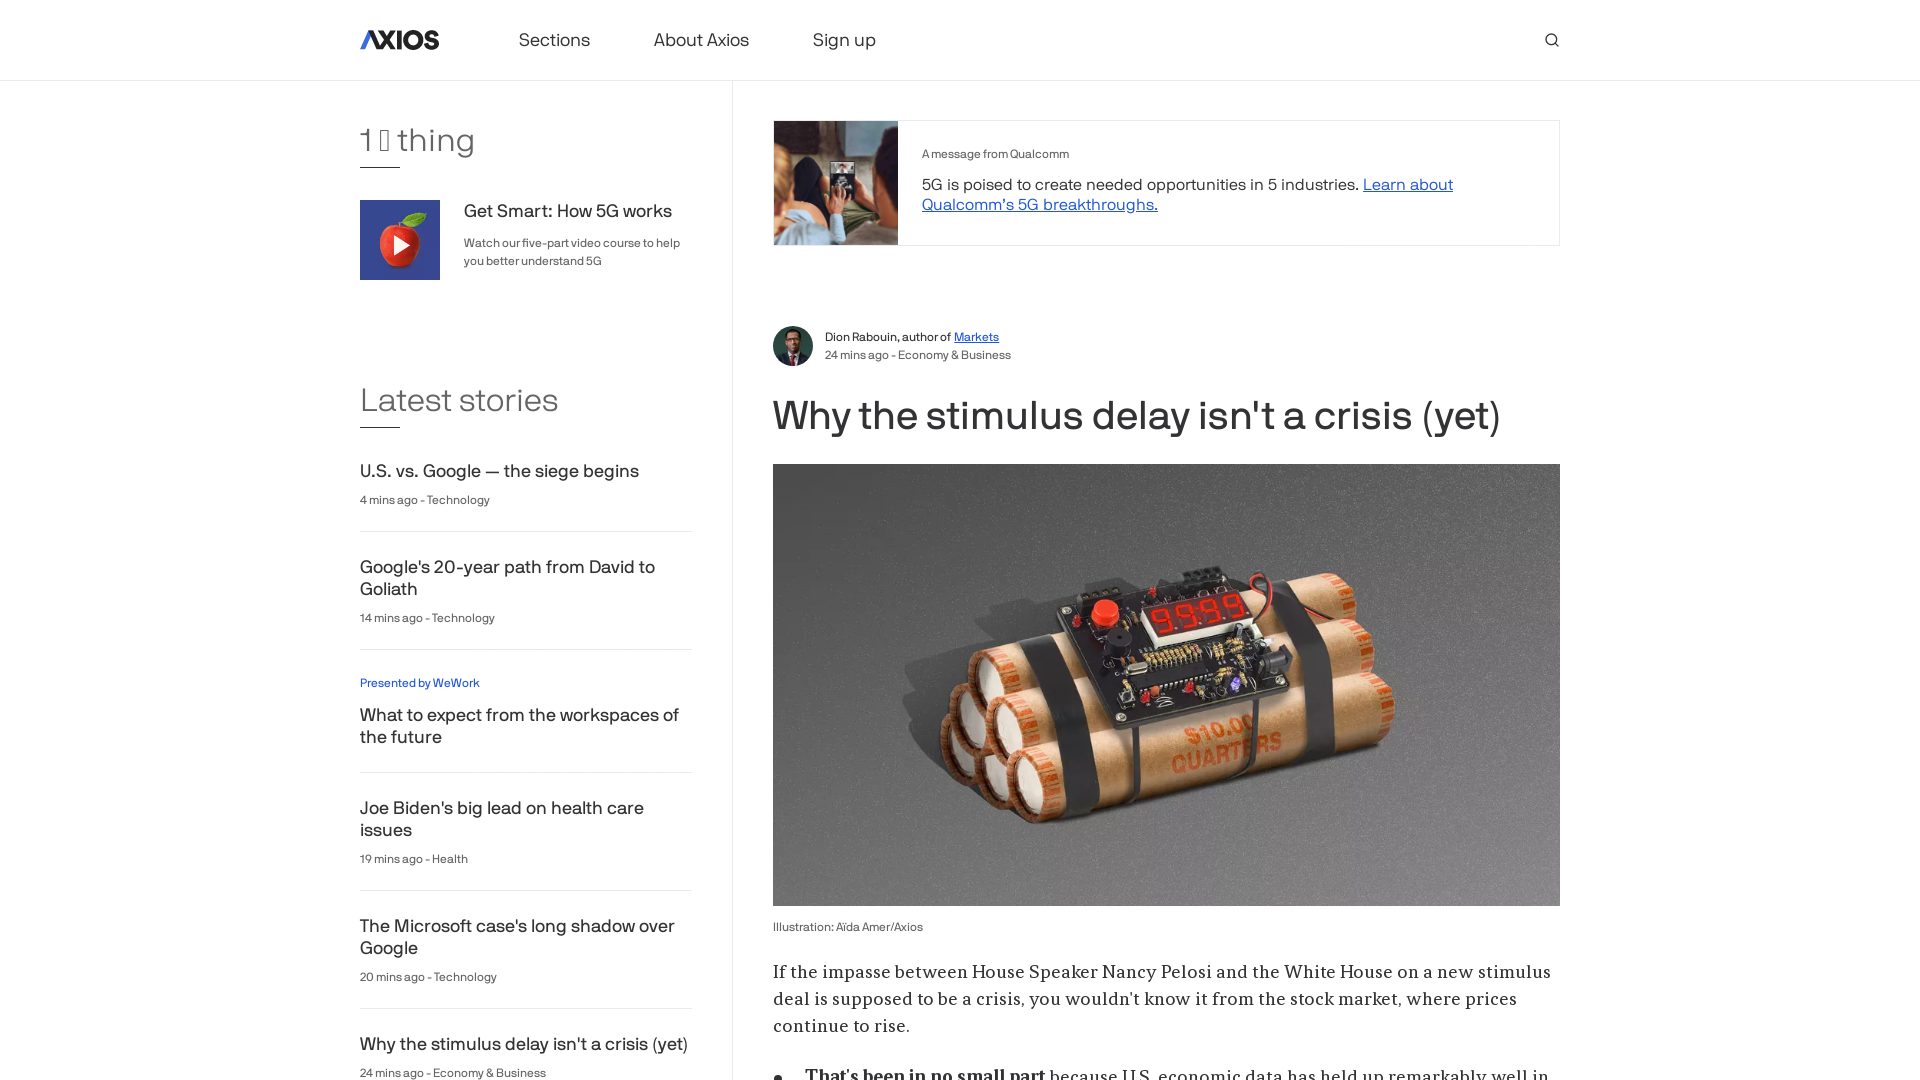 AXIOS
Sections
About Axios
Sign up
1 thing
Get Smart: How 5G works
Watch our five-part video course to help
you better understand 5G
Latest stories
U.S. vs. Google — the siege begins
4 mins ago - Technology
Google's 20-year path from David to
Goliath
14 mins ago - Technology
Presented by WeWork
What to expect from the workspaces of
the future
Joe Biden's big lead on health care
issues
19 mins ago - Health
The Microsoft case's long shadow over
Google
20 mins ago - Technology
Why the stimulus delay isn't a crisis (yet)
24 mins ago - Economy & Business
A message from Qualcomm
5G is poised to create needed opportunities in 5 industries. Learn about
Qualcomm's 5G breakthroughs.
Dion Rabouin, author of Markets
24 mins ago - Economy & Business
Why the stimulus delay isn't a crisis (yet)
99:99
$10.00
QUARTERS
Illustration: Aïda Amer/Axios
If the impasse between House Speaker Nancy Pelosi and the White House on a new stimulus
deal is supposed to be a crisis, you wouldn't know it from the stock market, where prices
continue to rise.
• That's been in no small part because U.S. economic data has held up remarkably well in